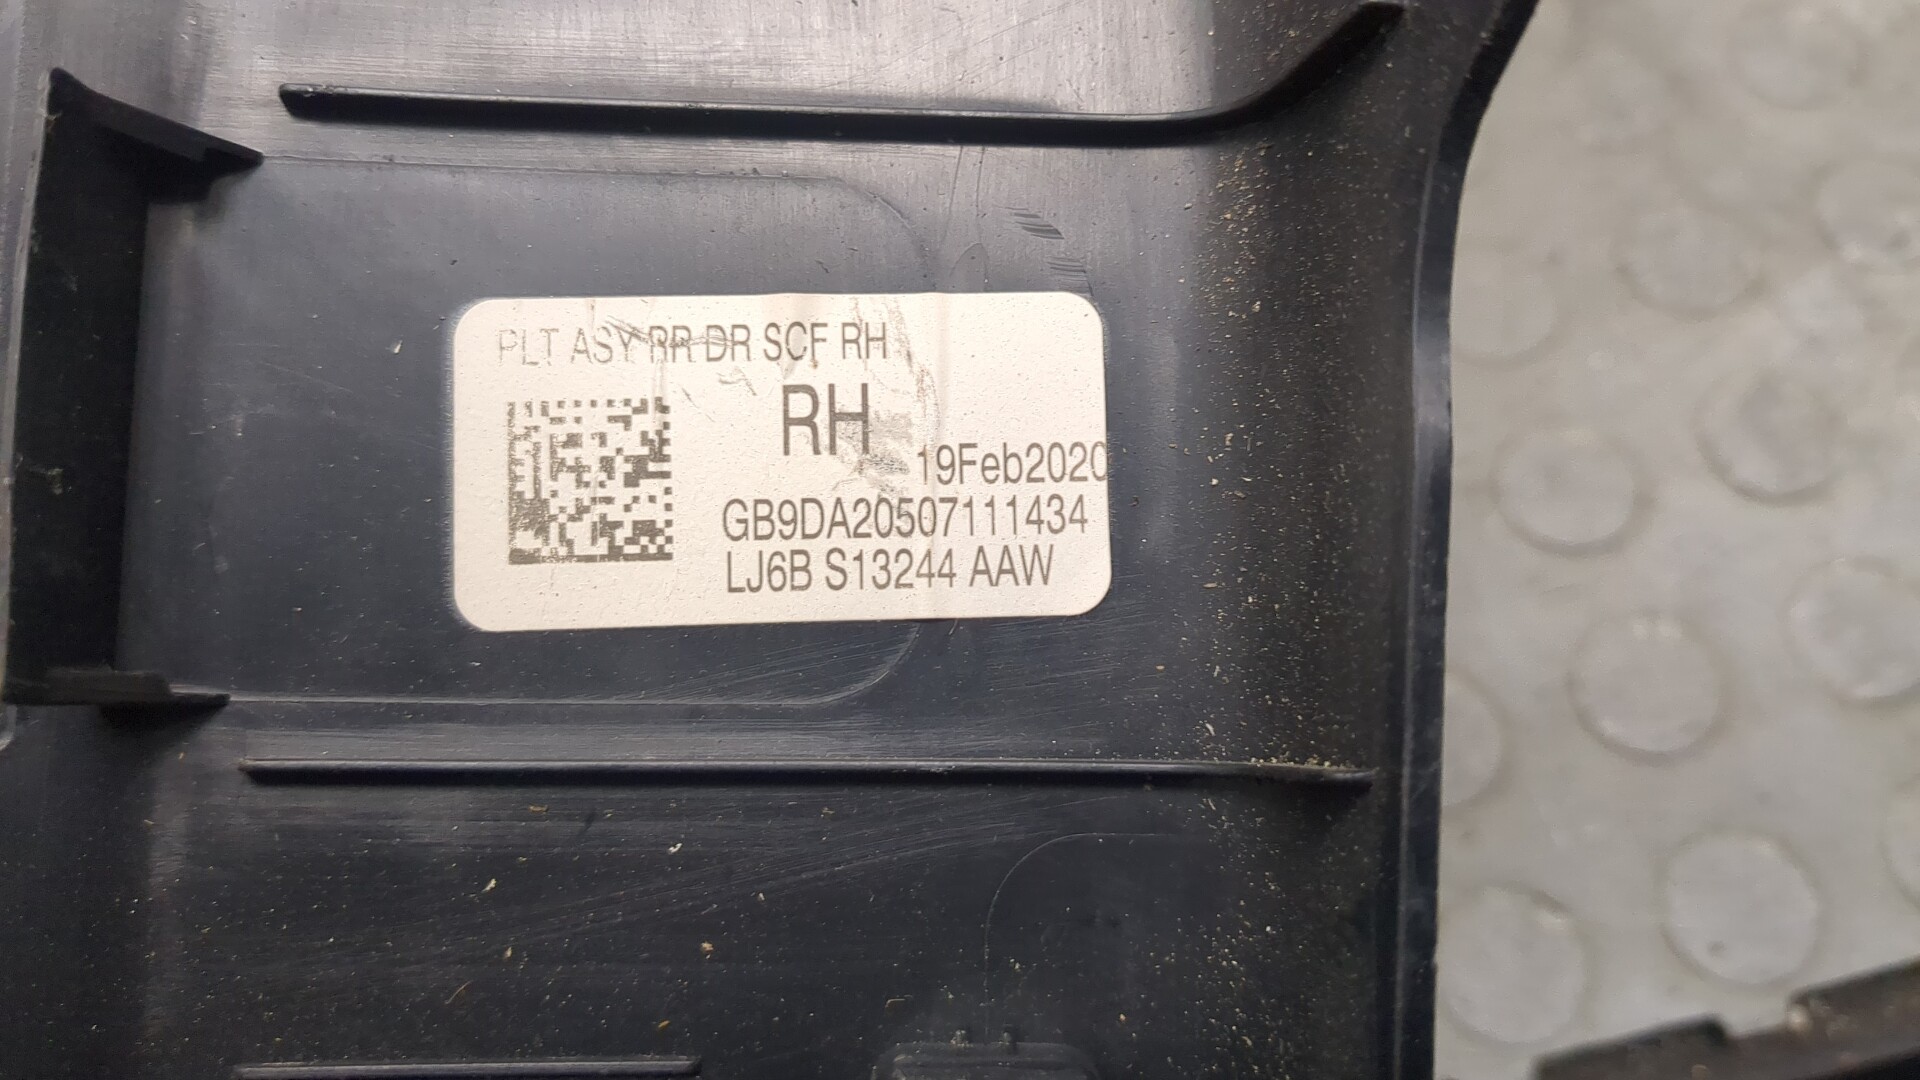 PLT ASY RR DR SCF RH
RH
19Feb2020
GB9DA20507111434
LJ6B S13244 AAW